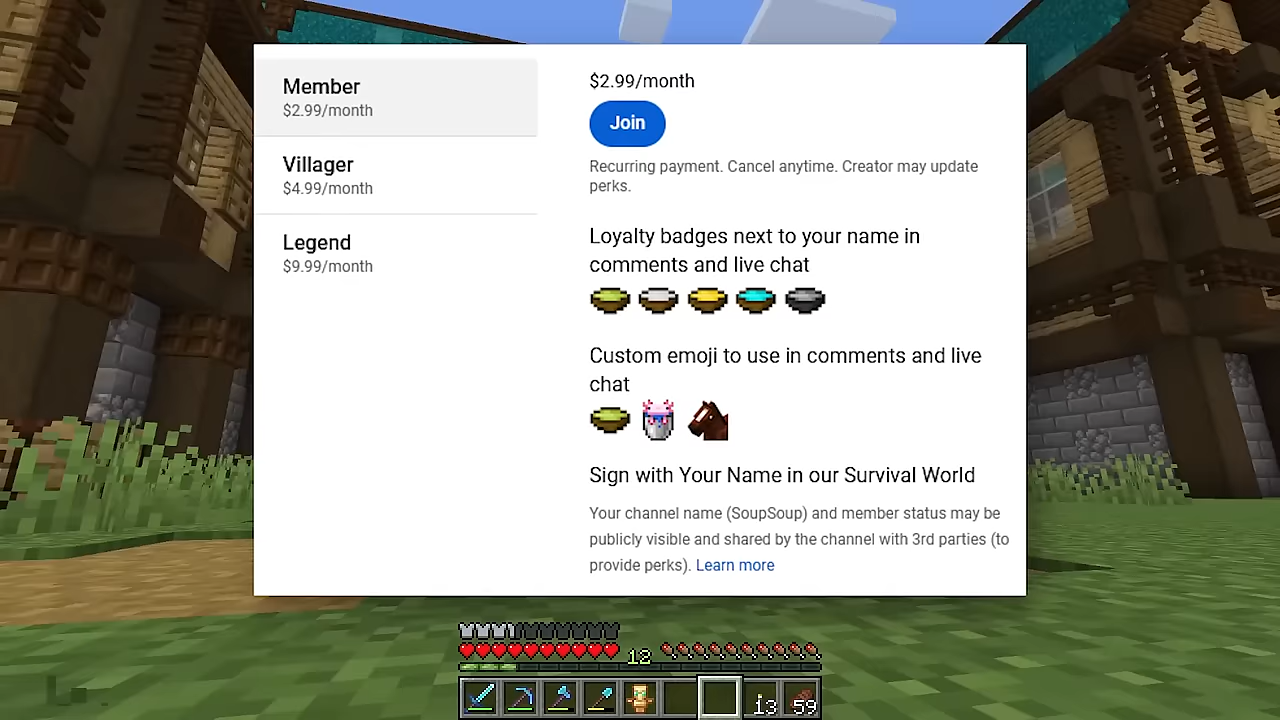 Member
$2.99/month
Villager
$4.99/month
Legend
$9.99/month
$2.99/month
Join
Recurring payment. Cancel anytime. Creator may update
perks.
Loyalty badges next to your name in
comments and live chat
Custom emoji to use in comments and live
chat
Sign with Your Name in our Survival World
Your channel name (SoupSoup) and member status may be
publicly visible and shared by the channel with 3rd parties (to
provide perks). Learn more
12
13
59